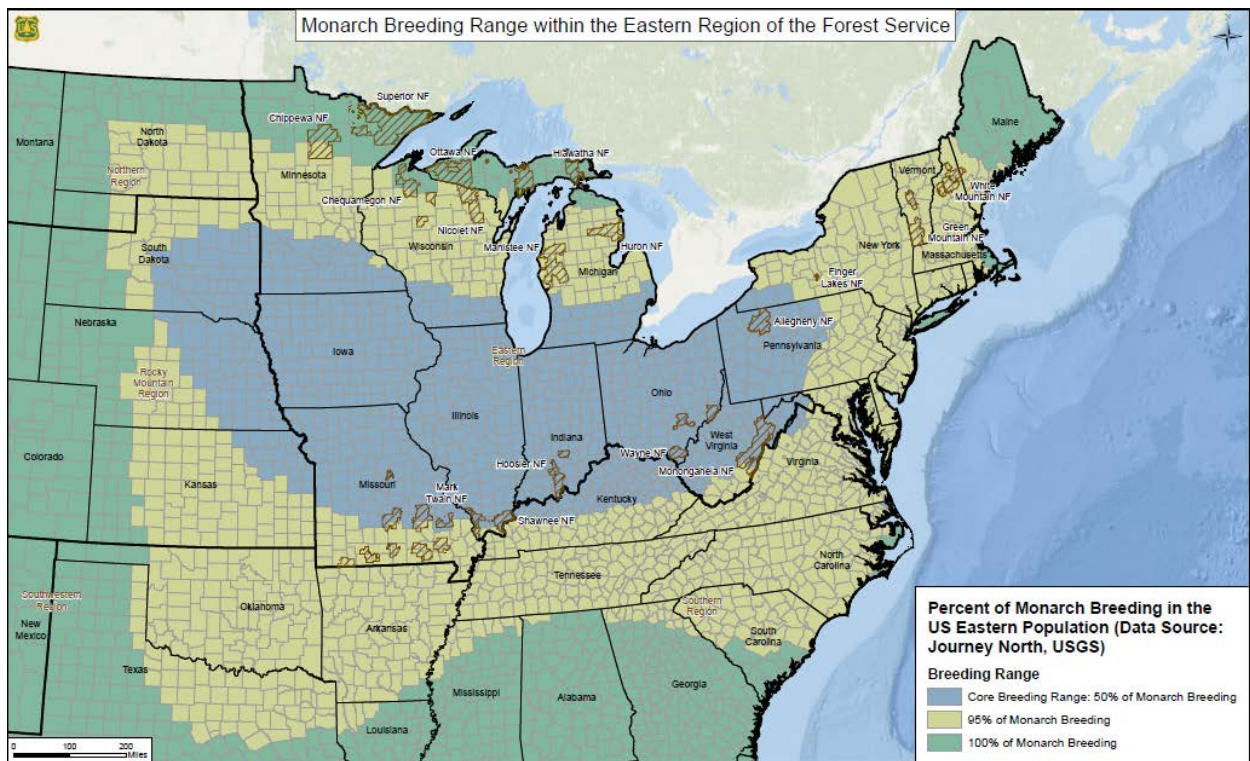 Monarch Breeding Range within the Eastern Region of the Forest Service
Superior NF
Chippewa NF
Maine
Montana
North
Dakota
Ottawa NF
Hiawatha NF
Northern
Region
Minnesota
Vermont
White
Mountain NF
Chequamegon NF
Nicolet NF
Wisconsin
Manistee NF
Huron NF
Michigan
Green
Mountain NF
New York
Massachusetts
South
Dakota
Finger
Lakes NF
Nebraska
Allegheny NF
Pennsylvania
Iowa
Eastern
Region
Rocky
Mountain
Region
Ohio
Illinois
Indiana
West
Virginia
Colorado
Kansas
Missouri
Hoosier NF
Wayne NF
Monongahela NF
Virginia
Mark
Twain NF
Kentucky
Shawnee NF
North
Carolina
Tennessee
Southwestern
Region
New
Mexico
Oklahoma
Arkansas
Southern
Region
South
Carolina
Texas
Mississippi
Alabama
Georgia
Louisiana
0 100 200
Miles
Percent of Monarch Breeding in the
US Eastern Population (Data Source:
Journey North, USGS)
Breeding Range
Core Breeding Range: 50% of Monarch Breeding
95% of Monarch Breeding
100% of Monarch Breeding